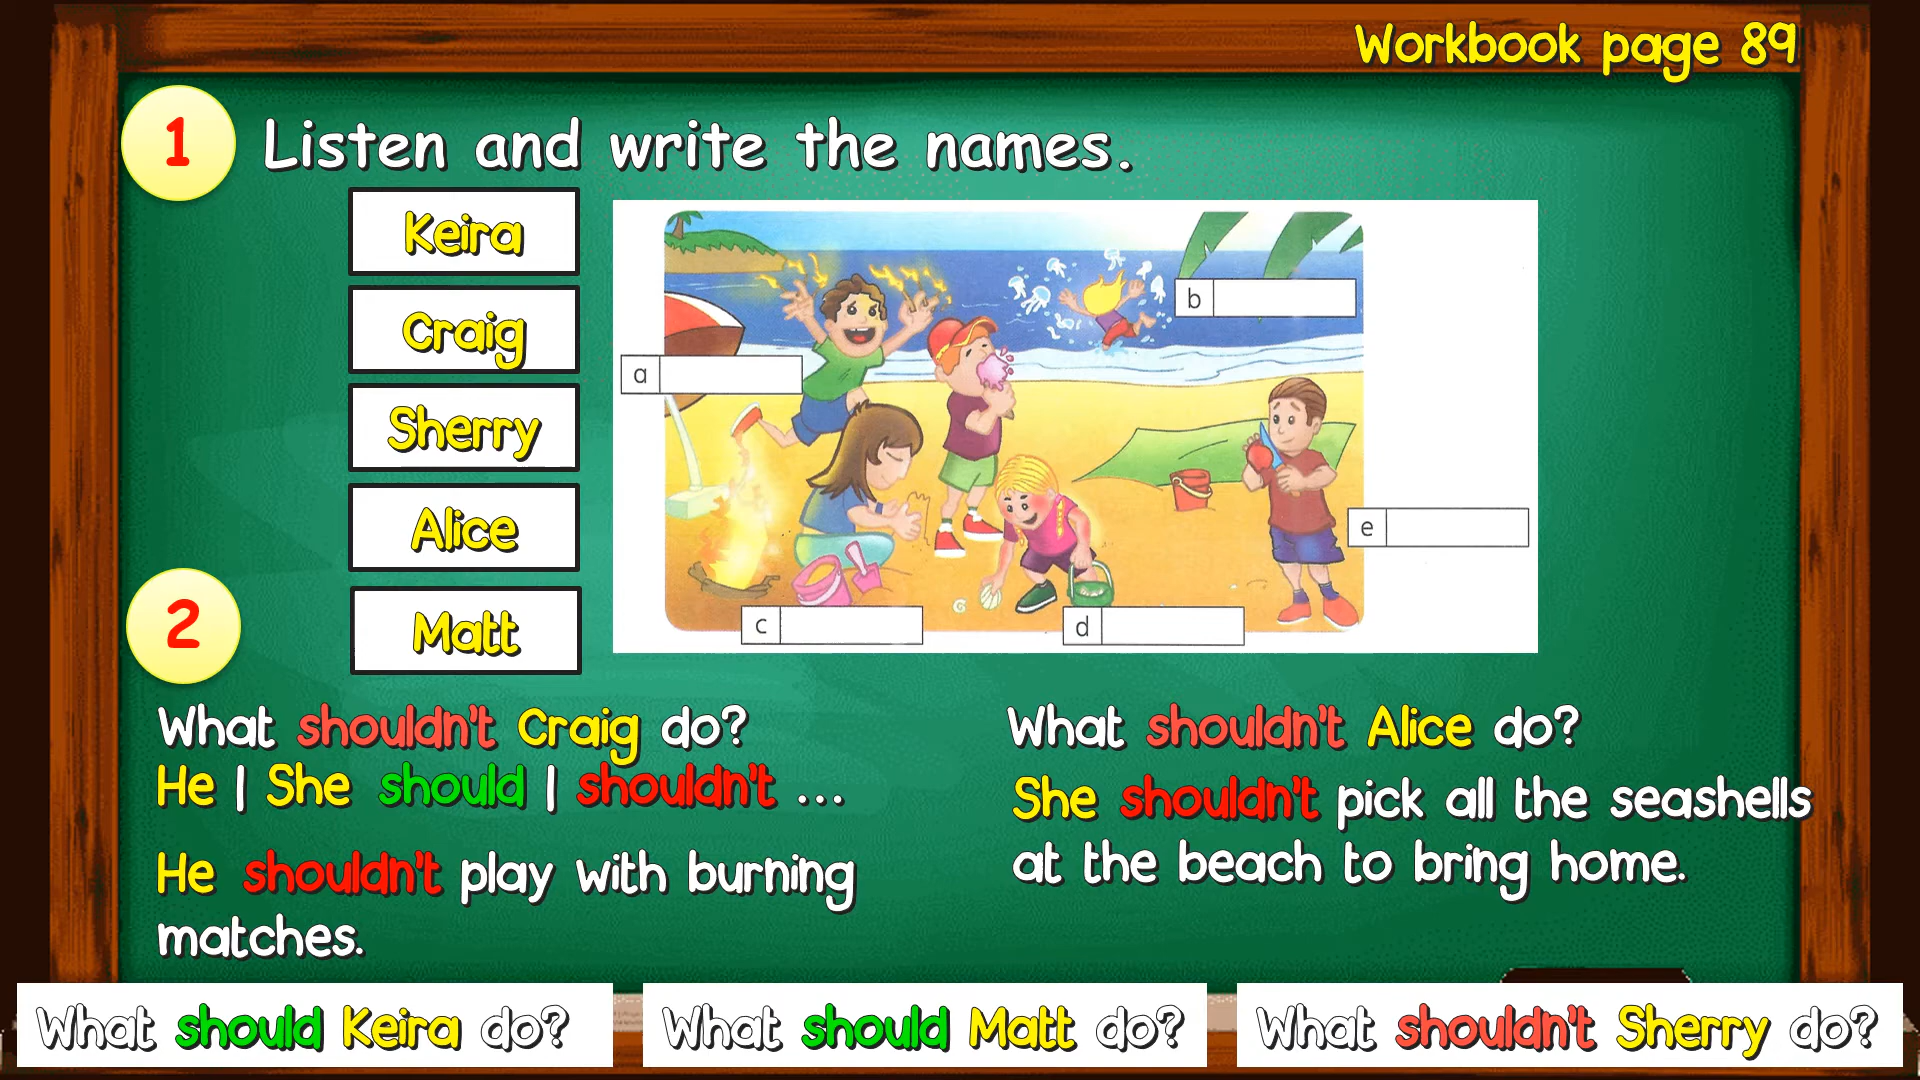 Workbook page 89
1 Listen and write the names.
Keira
Craig
Sherry
Alice
Matt
a
b
c
d
e
2
What shouldn't Craig do?
He | She should | shouldn't ...
He shouldn't play with burning
matches.
What shouldn't Alice do?
She shouldn't pick all the seashells
at the beach to bring home.
What should Keira do?
What should Matt do?
What shouldn't Sherry do?